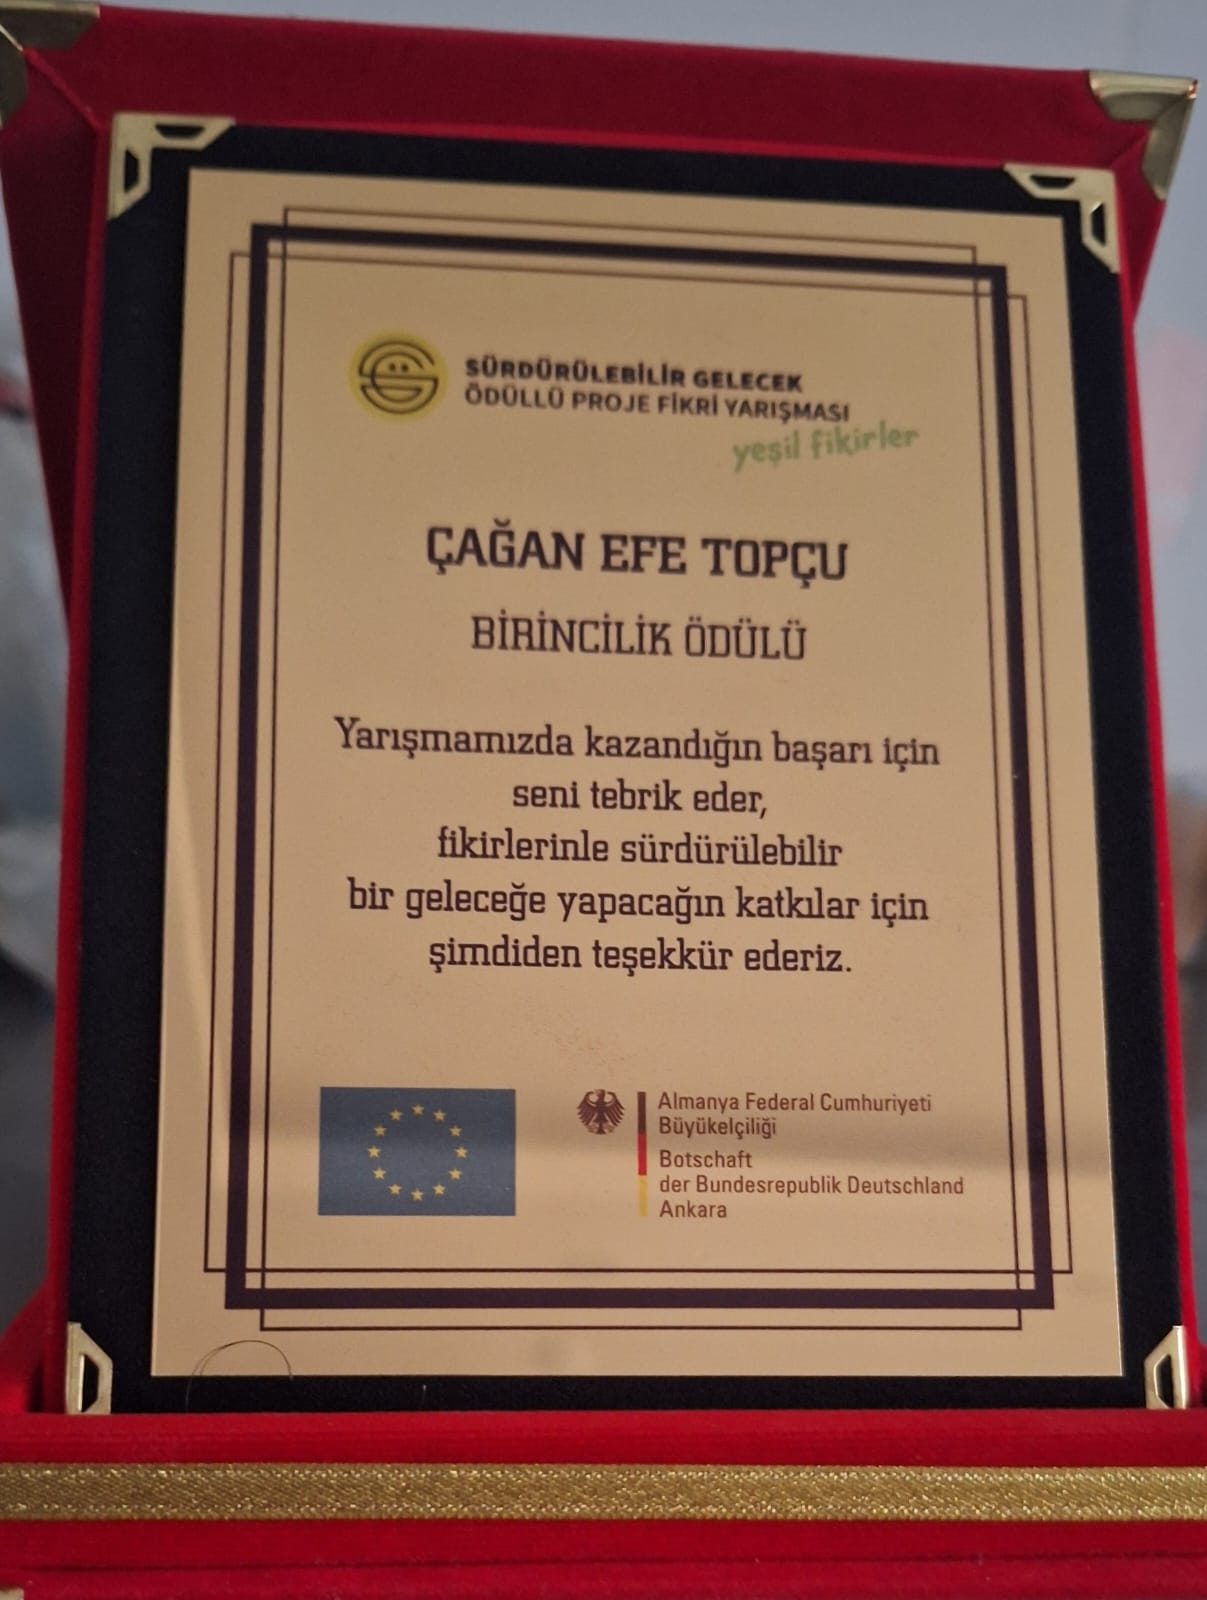 SÜRDÜRÜLEBİLİR GELECEK
ÖDÜLLÜ PROJE FİKRİ YARIŞMASI
yeşil fikirler
ÇAĞAN EFE TOPÇU
BİRİNCİLİK ÖDÜLÜ
Yarışmamızda kazandığın başarı için
seni tebrik eder,
fikirlerinle sürdürülebilir
bir geleceğe yapacağın katkılar için
şimdiden teşekkür ederiz.
Almanya Federal Cumhuriyeti
Büyükelçiliği
Botschaft
der Bundesrepublik Deutschland
Ankara